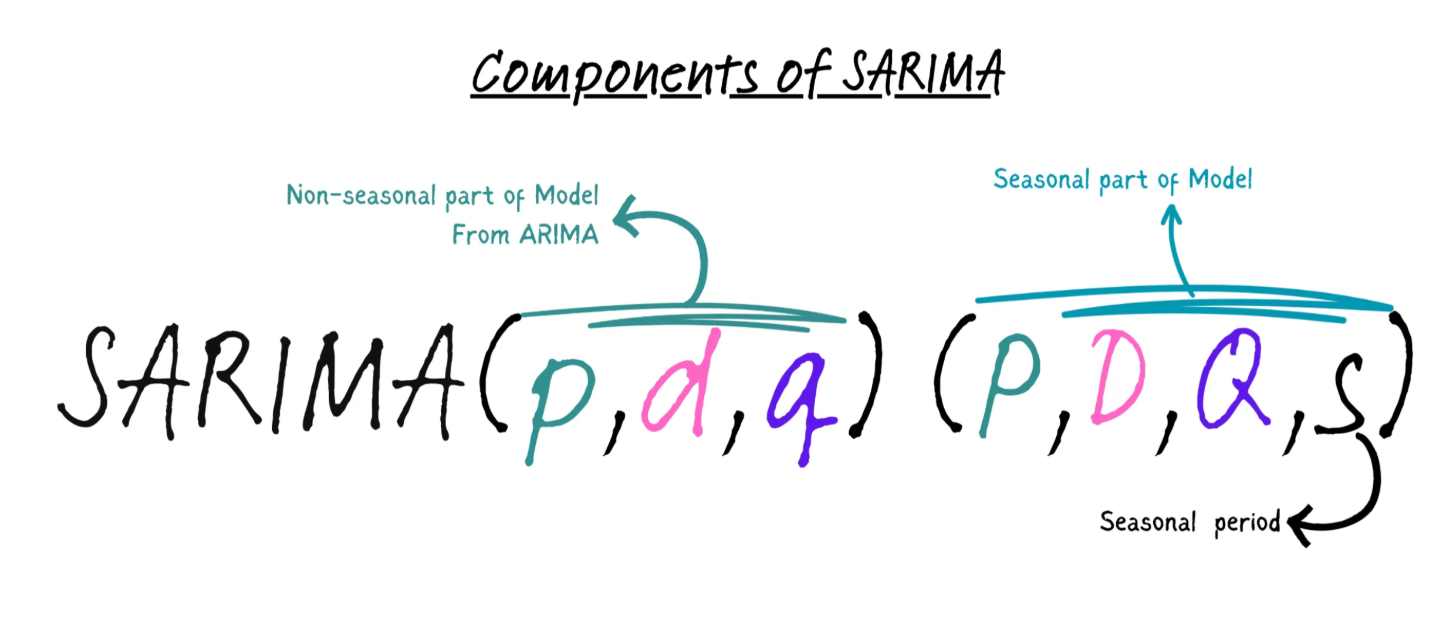 Components of SARIMA
Non-seasonal part of Model
From ARIMA
Seasonal part of Model
SARIMA(p,d,q) (P,D,Q,s)
Seasonal period